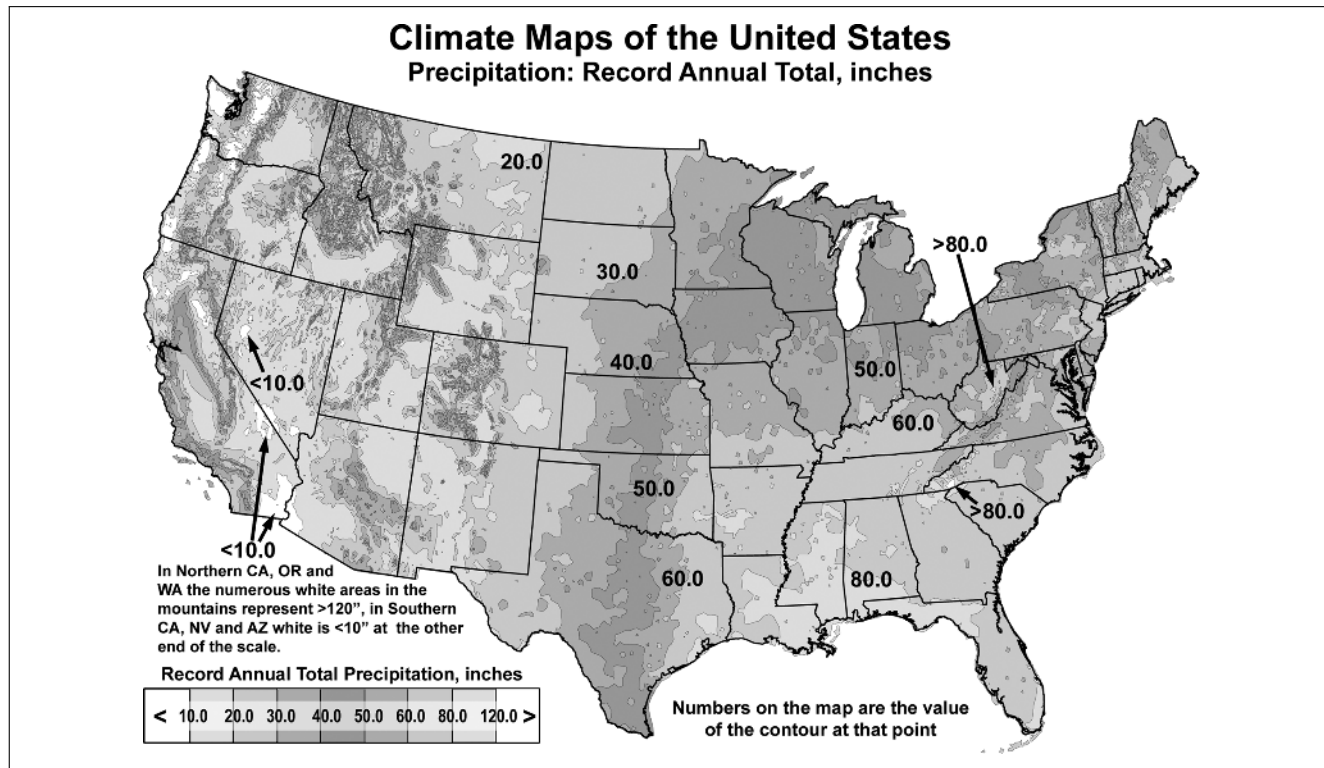 Climate Maps of the United States
Precipitation: Record Annual Total, inches
20.0
>80.0
30.0
40.0
50.0
<10.0
60.0
50.0
>80.0
<10.0
60.0
80.0
In Northern CA, OR and
WA the numerous white areas in the
mountains represent >120”, in Southern
CA, NV and AZ white is <10” at the other
end of the scale.
Record Annual Total Precipitation, inches
< 10.0 20.0 30.0 40.0 50.0 60.0 80.0 120.0 >
Numbers on the map are the value
of the contour at that point